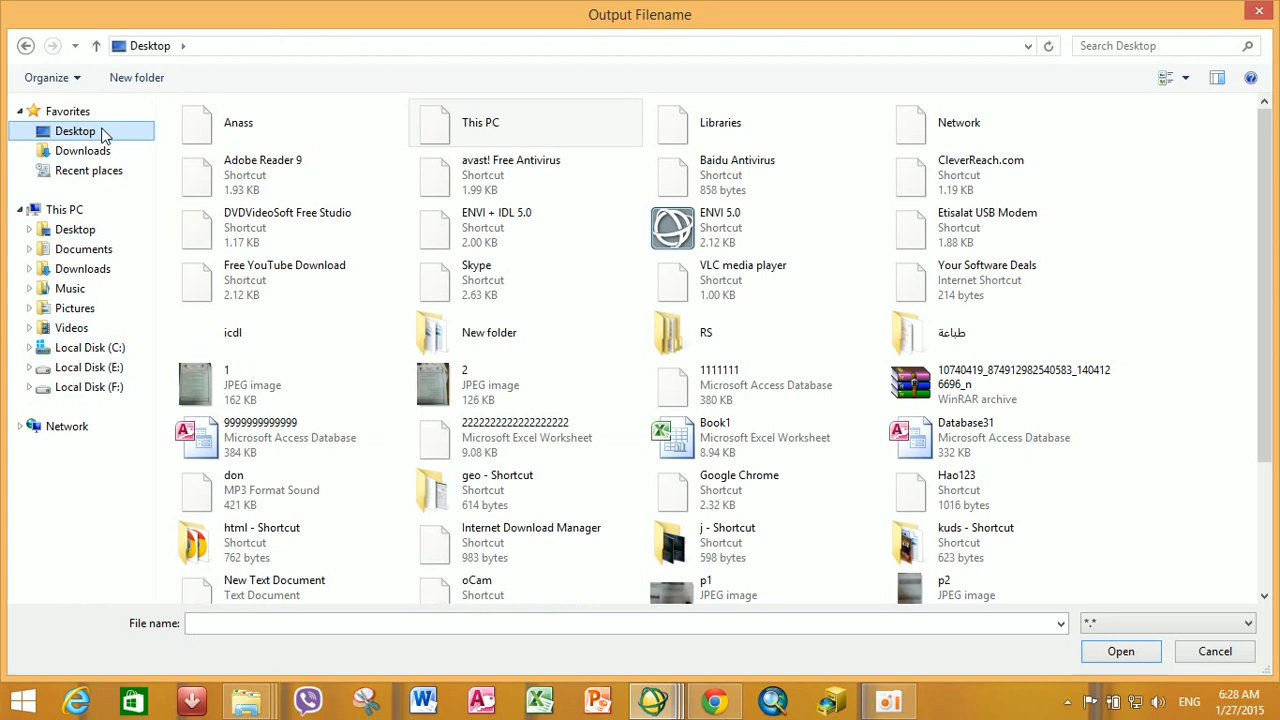 Output Filename
Desktop
Search Desktop
Organize
New folder
Favorites
Desktop
Downloads
Recent places
This PC
Desktop
Documents
Downloads
Music
Pictures
Videos
Local Disk (C:)
Local Disk (E:)
Local Disk (F:)
Network
Anass
This PC
Libraries
Network
Adobe Reader 9
Shortcut
1.93 KB
avast! Free Antivirus
Shortcut
1.99 KB
Baidu Antivirus
Shortcut
858 bytes
CleverReach.com
Shortcut
1.19 KB
DVDVideoSoft Free Studio
Shortcut
1.17 KB
ENVI + IDL 5.0
Shortcut
2.00 KB
ENVI 5.0
Shortcut
2.12 KB
Etisalat USB Modem
Shortcut
1.88 KB
Free YouTube Download
Shortcut
2.12 KB
Skype
Shortcut
2.63 KB
VLC media player
Shortcut
1.00 KB
Your Software Deals
Internet Shortcut
214 bytes
icdl
New folder
RS
طباعة
1
JPEG image
162 KB
2
JPEG image
126 KB
1111111
Microsoft Access Database
380 KB
10740419_874912982540583_140412
6696_n
WinRAR archive
9999999999999
Microsoft Access Database
384 KB
2222222222222222222
Microsoft Excel Worksheet
9.08 KB
Book1
Microsoft Excel Worksheet
8.94 KB
Database31
Microsoft Access Database
332 KB
don
MP3 Format Sound
421 KB
geo - Shortcut
Shortcut
614 bytes
Google Chrome
Shortcut
2.32 KB
Hao123
Shortcut
1016 bytes
html - Shortcut
Shortcut
762 bytes
Internet Download Manager
Shortcut
983 bytes
j - Shortcut
Shortcut
598 bytes
kuds - Shortcut
Shortcut
623 bytes
New Text Document
Text Document
oCam
Shortcut
p1
JPEG image
p2
JPEG image
File name:
*.*
Open
Cancel
ENG
6:28 AM
1/27/2015